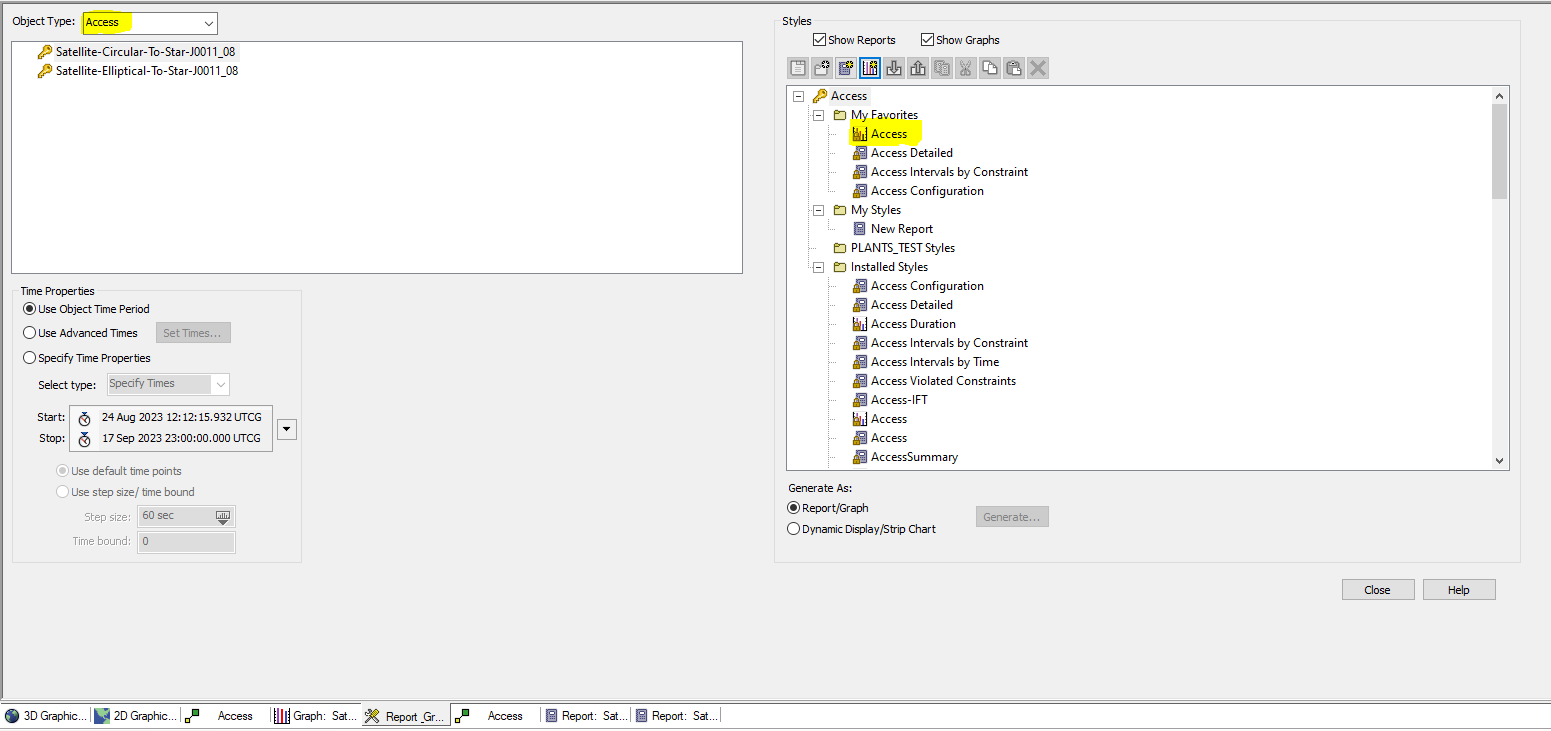 Object Type: Access
Satellite-Circular-To-Star-J0011_08
Satellite-Elliptical-To-Star-J0011_08
Time Properties
Use Object Time Period
Use Advanced Times Set Times...
Specify Time Properties
Select type: Specify Times
Start: 24 Aug 2023 12:12:15.932 UTCG
Stop: 17 Sep 2023 23:00:00.000 UTCG
Use default time points
Use step size/ time bound
Step size: 60 sec
Time bound: 0
Styles
Show Reports Show Graphs
Access
My Favorites
Access
Access Detailed
Access Intervals by Constraint
Access Configuration
My Styles
New Report
PLANTS_TEST Styles
Installed Styles
Access Configuration
Access Detailed
Access Duration
Access Intervals by Constraint
Access Intervals by Time
Access Violated Constraints
Access-IFT
Access
Access
AccessSummary
Generate As:
Report/Graph
Dynamic Display/Strip Chart
Generate...
Close Help
3D Graphic... 2D Graphic... Access Graph: Sat... Report _Gr... Access Report: Sat... Report: Sat...